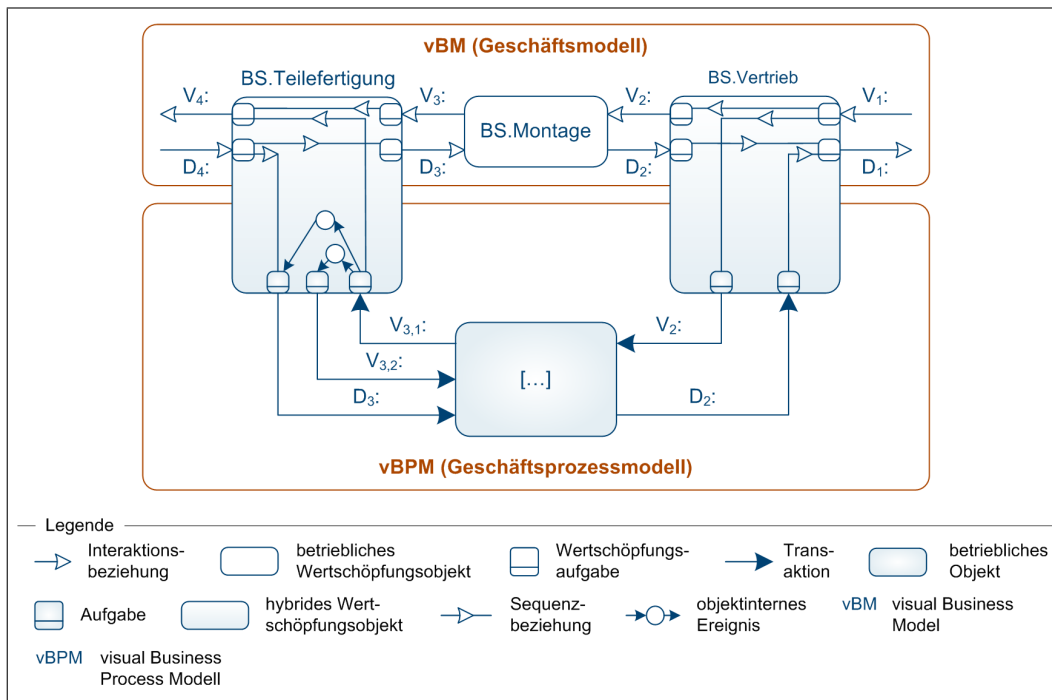 vBM (Geschäftsmodell)
BS.Teilefertigung
BS.Vertrieb
V4:
V3:
V2:
V1:
BS.Montage
D4:
D3:
D2:
D1:
V3,1:
V2:
V3,2:
[...]
D3:
D2:
vBPM (Geschäftsprozessmodell)
Legende
Interaktions-
beziehung
betriebliches
Wertschöpfungsobjekt
Wertschöpfungs-
aufgabe
Trans-
aktion
betriebliches
Objekt
Aufgabe
hybrides Wert-
schöpfungsobjekt
Sequenz-
beziehung
objektinternes
Ereignis
vBM
visual Business
Model
vBPM
visual Business
Process Modell